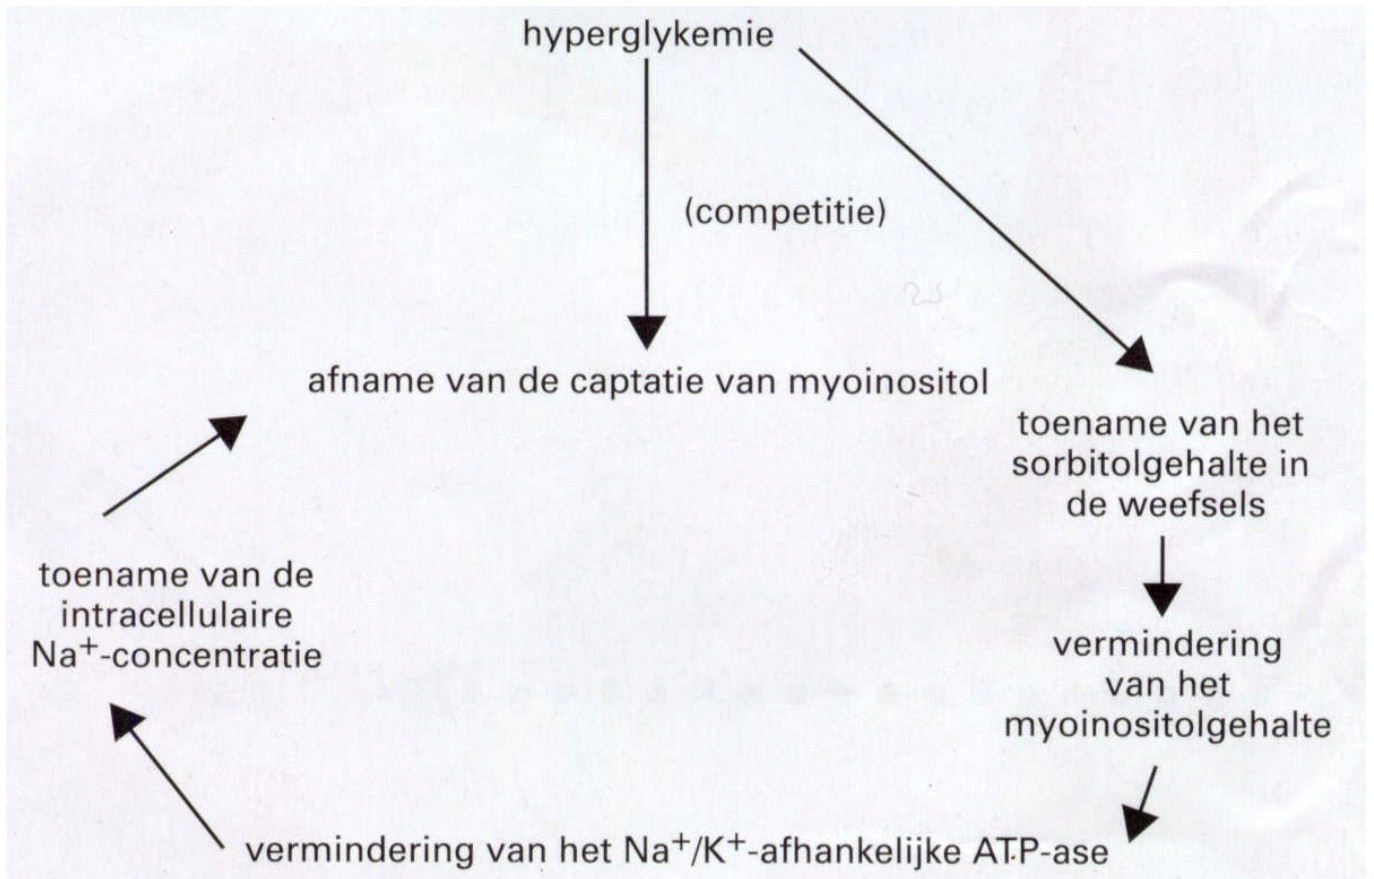 hyperglykemie
(competitie)
afname van de captatie van myoinositol
toename van het
sorbitolgehalte in
de weefsels
toename van de
intracellulaire
Na⁺-concentratie
vermindering
van het
myoinositolgehalte
vermindering van het Na⁺/K⁺-afhankelijke ATP-ase